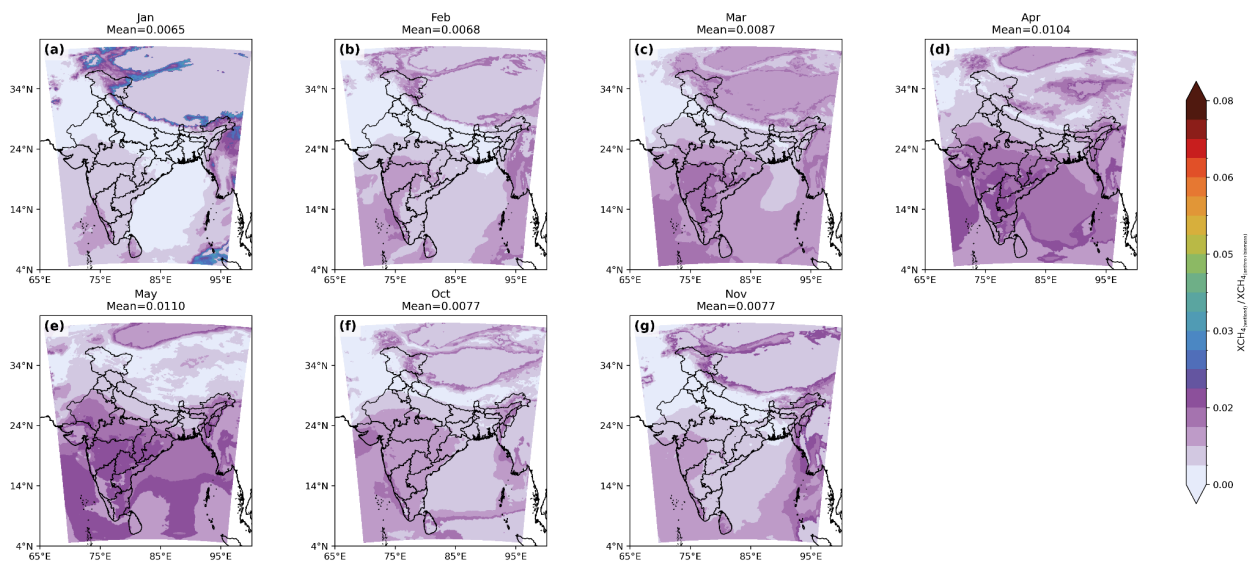 Jan
Mean=0.0065
Feb
Mean=0.0068
Mar
Mean=0.0087
Apr
Mean=0.0104
(a)
(b)
(c)
(d)
34°N
24°N
14°N
4°N
65°E 75°E 85°E 95°E
34°N
24°N
14°N
4°N
65°E 75°E 85°E 95°E
34°N
24°N
14°N
4°N
65°E 75°E 85°E 95°E
34°N
24°N
14°N
4°N
65°E 75°E 85°E 95°E
May
Mean=0.0110
Oct
Mean=0.0077
Nov
Mean=0.0077
(e)
(f)
(g)
34°N
24°N
14°N
4°N
65°E 75°E 85°E 95°E
34°N
24°N
14°N
4°N
65°E 75°E 85°E 95°E
34°N
24°N
14°N
4°N
65°E 75°E 85°E 95°E
0.08
0.06
0.05
0.03
0.02
0.00
XCH4 / XCH4